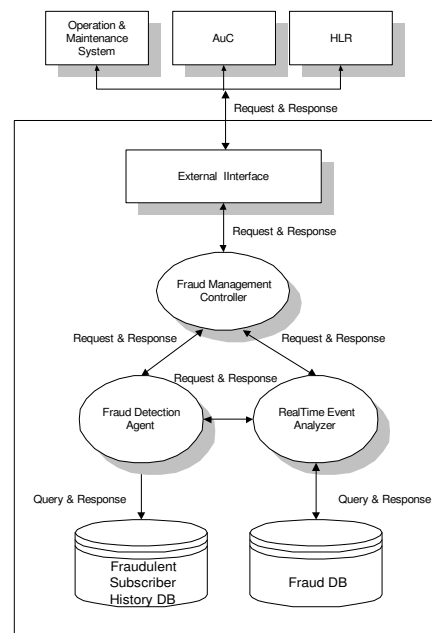 Operation &
Maintenance
System
AuC
HLR
Request & Response
External IInterface
Request & Response
Fraud Management
Controller
Request & Response
Request & Response
Request & Response
Fraud Detection
Agent
RealTime Event
Analyzer
Query & Response
Query & Response
Fraudulent
Subscriber
History DB
Fraud DB